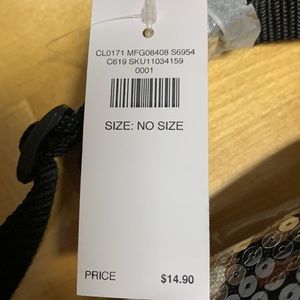 CL0171 MFG08408 S6954
C619 SKU11034159
0001
SIZE: NO SIZE
PRICE $14.90